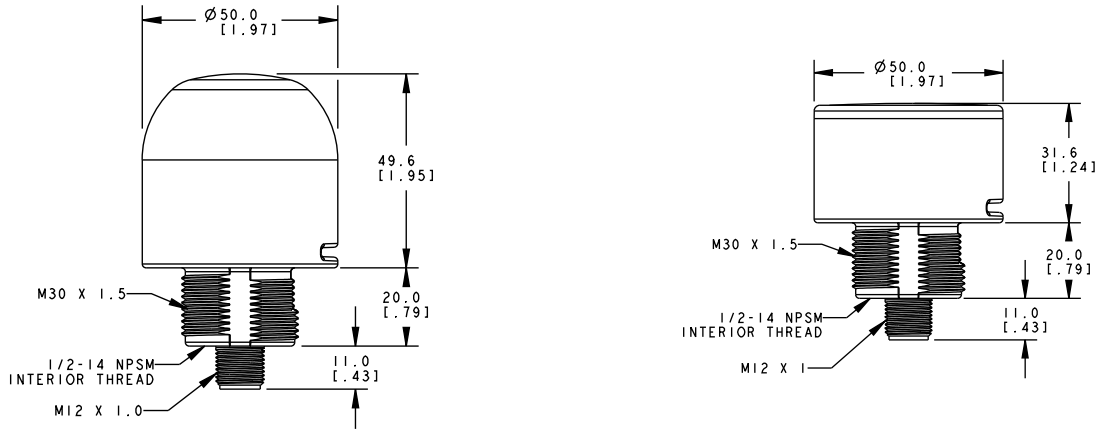 Ø50.0
[1.97]
49.6
[1.95]
M30 X 1.5
20.0
[.79]
1/2-14 NPSM
INTERIOR THREAD
11.0
[.43]
M12 X 1.0
Ø50.0
[1.97]
31.6
[1.24]
M30 X 1.5
20.0
[.79]
1/2-14 NPSM
INTERIOR THREAD
11.0
[.43]
M12 X 1